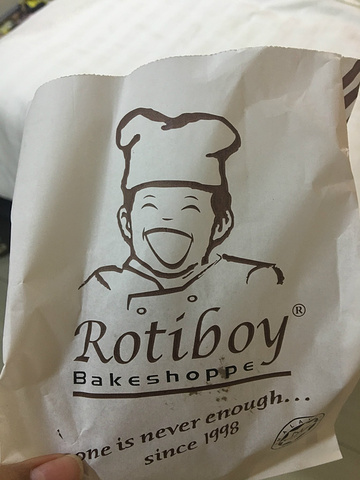 Rotiboy®
Bakeshoppe
one is never enough...
since 1998